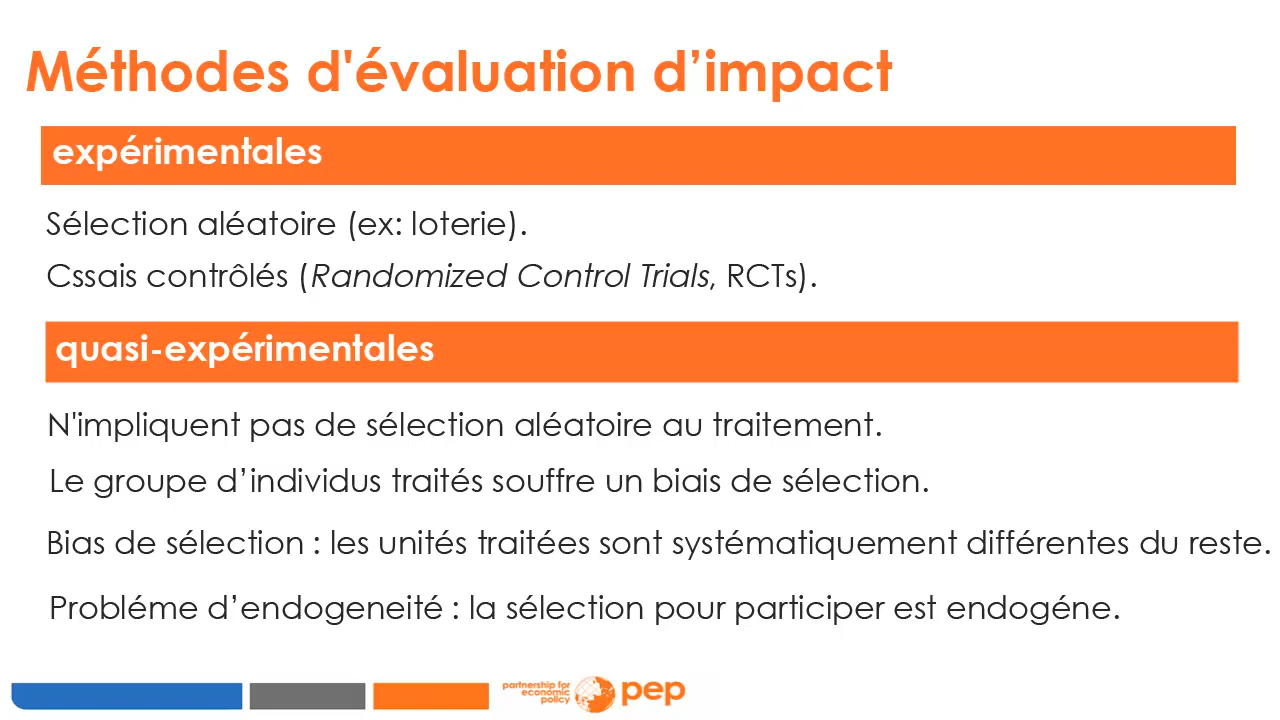 Méthodes d'évaluation d’impact
expérimentales
Sélection aléatoire (ex: loterie).
Cssais contrôlés (Randomized Control Trials, RCTs).
quasi-expérimentales
N'impliquent pas de sélection aléatoire au traitement.
Le groupe d’individus traités souffre un biais de sélection.
Bias de sélection : les unités traitées sont systématiquement différentes du reste.
Probléme d’endogeneité : la sélection pour participer est endogéne.
partnership for
economic
policy
pep